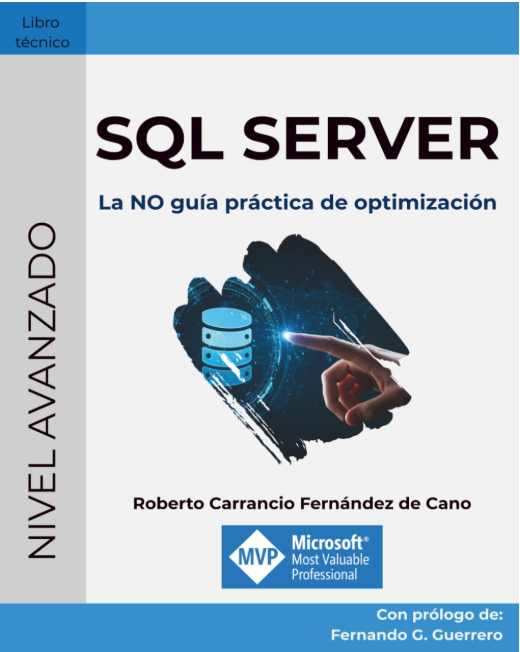 Libro
técnico
SQL SERVER
La NO guía práctica de optimización
NIVEL AVANZADO
Roberto Carrancio Fernández de Cano
MVP
Microsoft®
Most Valuable
Professional
Con prólogo de:
Fernando G. Guerrero